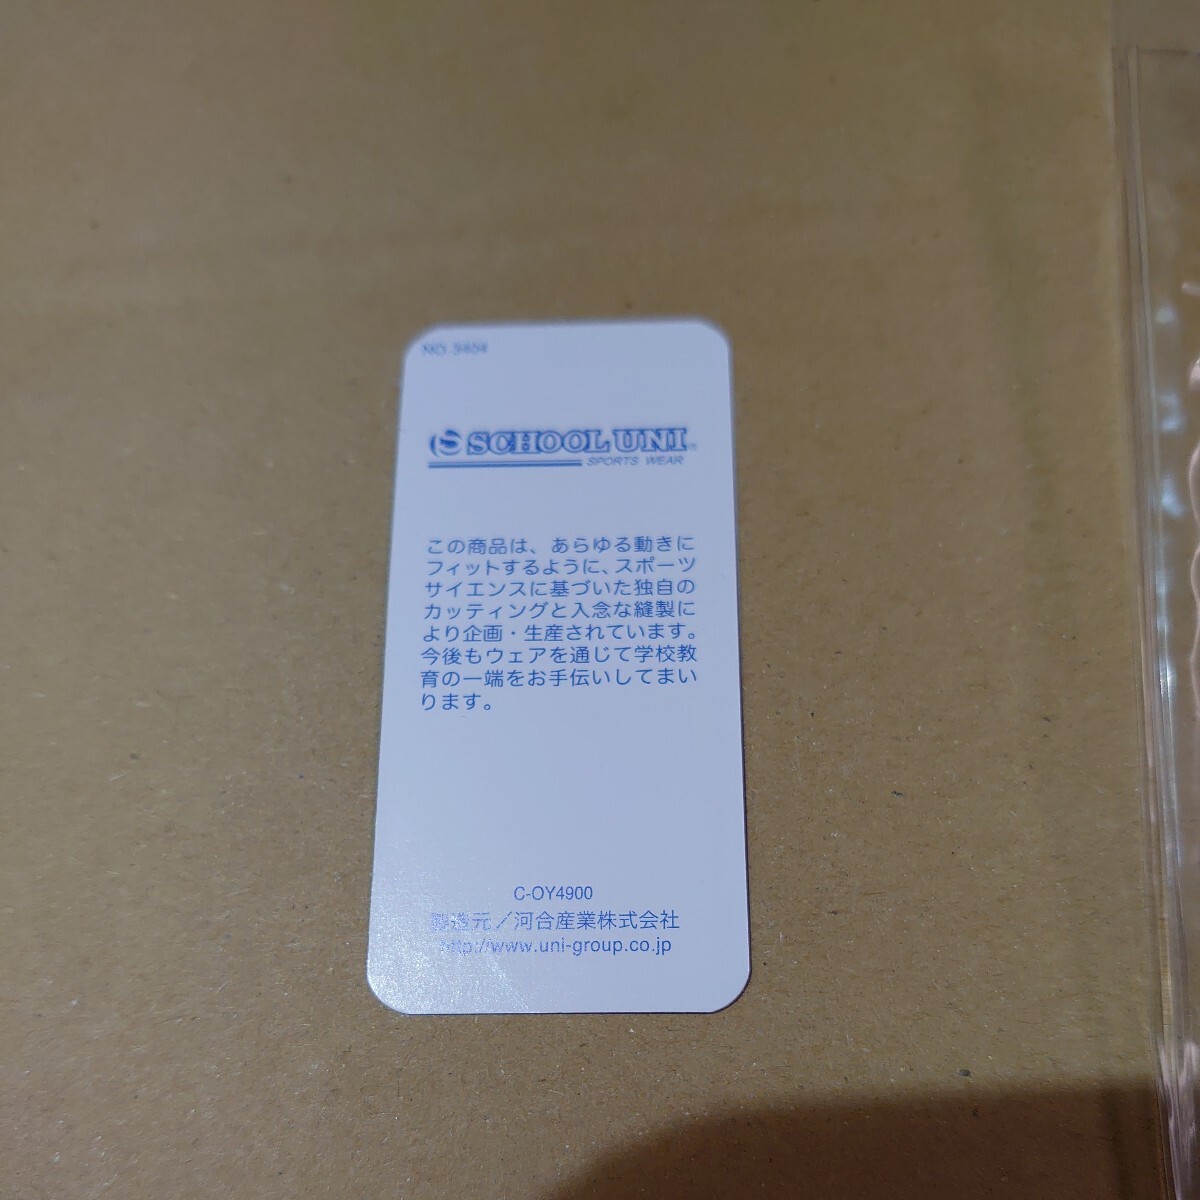 SCHOOL UNI
SPORTS WEAR
この商品は、あらゆる動きに
フィットするように、スポーツ
サイエンスに基づいた独自の
カッティングと入念な縫製に
より企画・生産されています。
今後もウェアを通じて学校教
育の一端をお手伝いしてまい
ります。
C-OY4900
製造元／河合産業株式会社
http://www.uni-group.co.jp